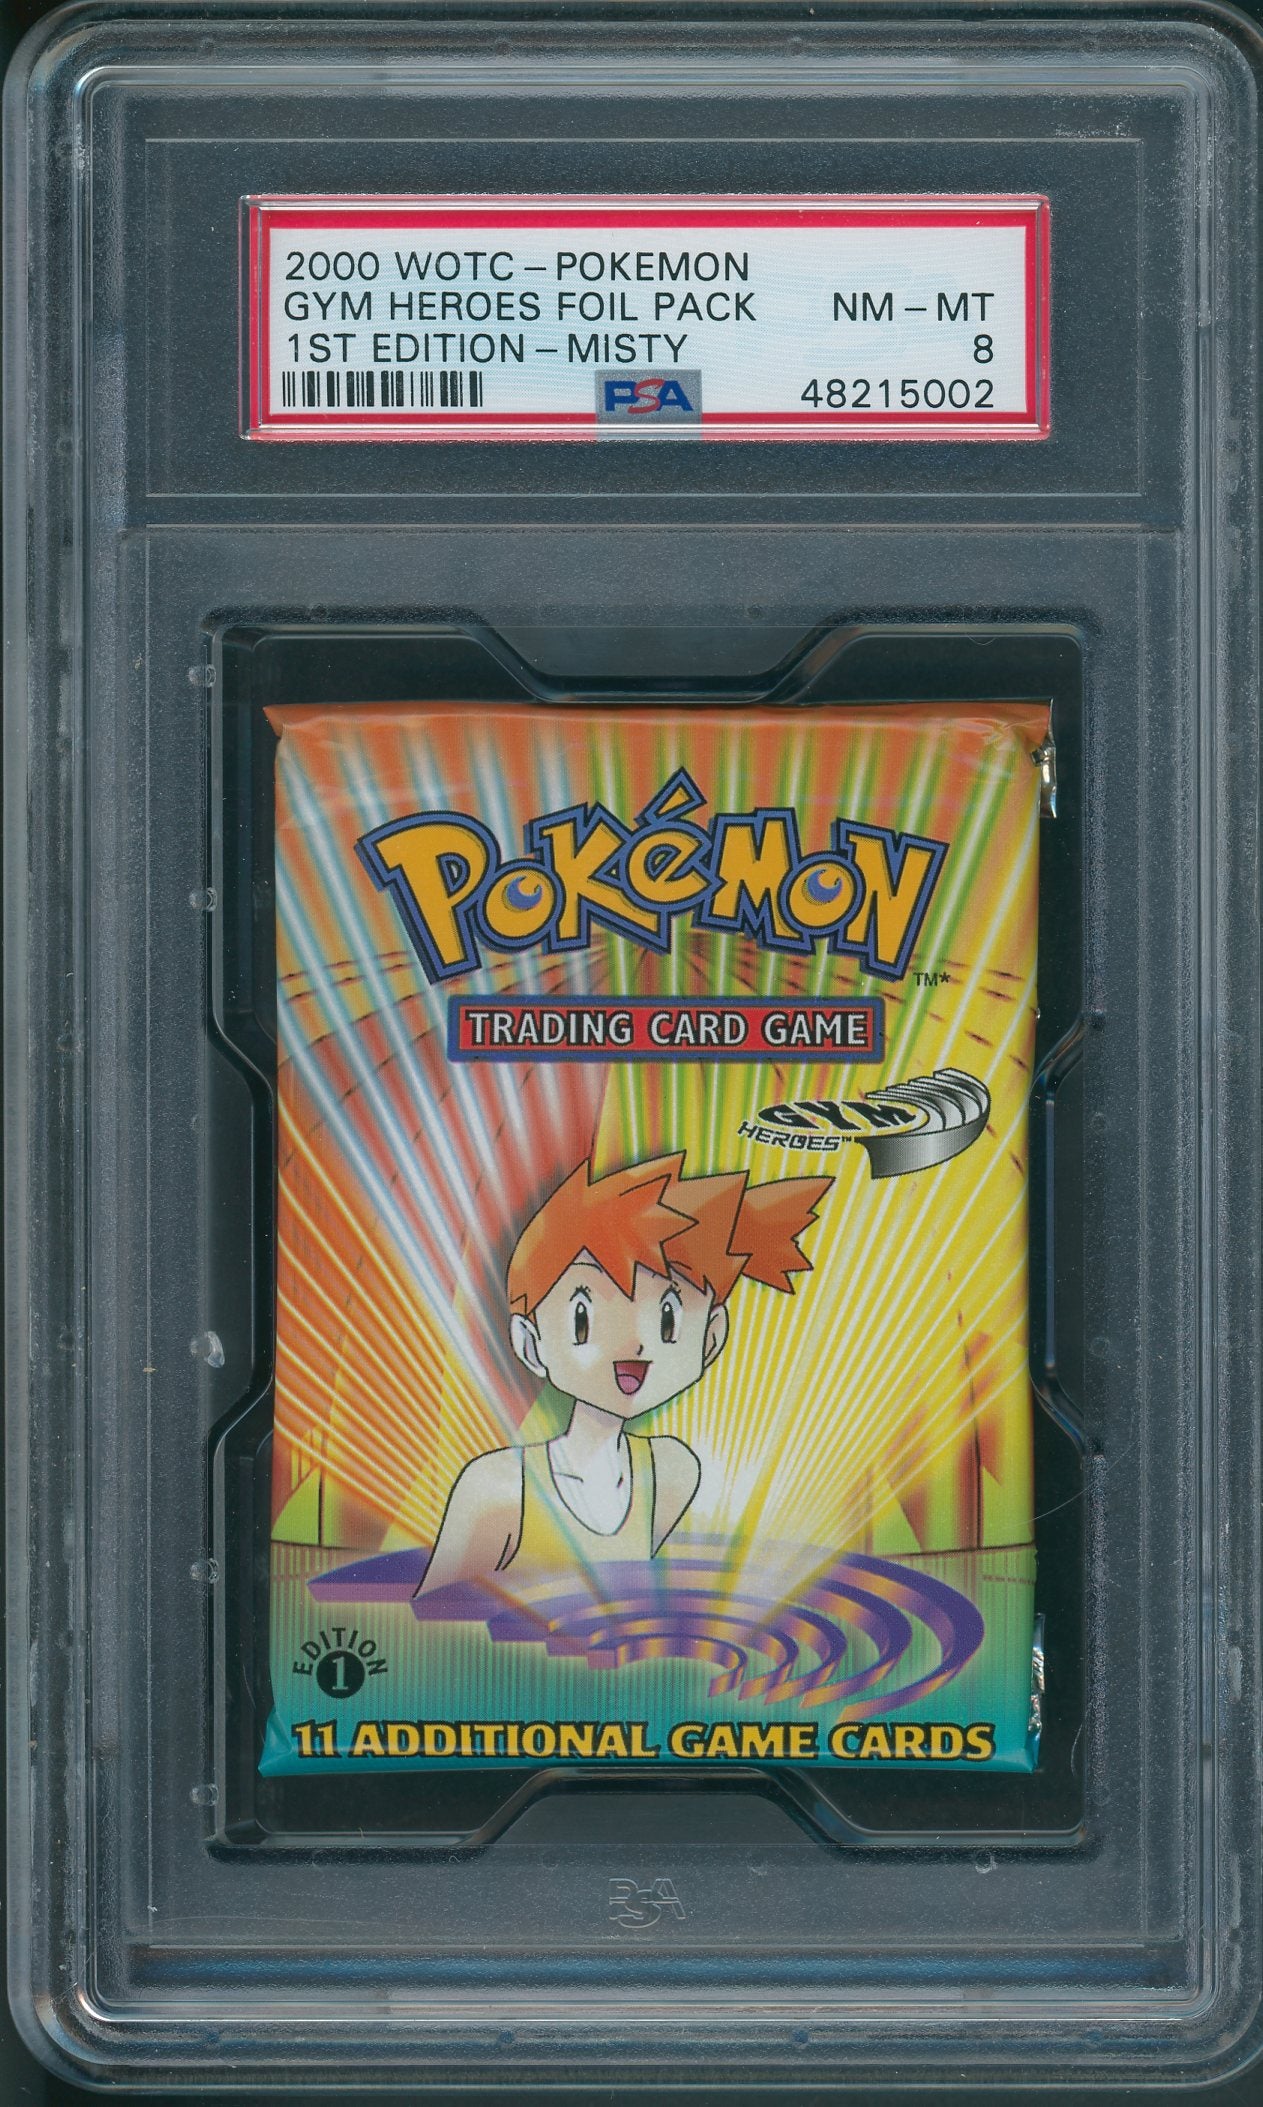 2000 WOTC – POKEMON
GYM HEROES FOIL PACK NM – MT
1ST EDITION – MISTY 8
PSA 48215002
POKéMON
TM*
TRADING CARD GAME
GYM
HEROES™
EDITION
1
11 ADDITIONAL GAME CARDS
PSA